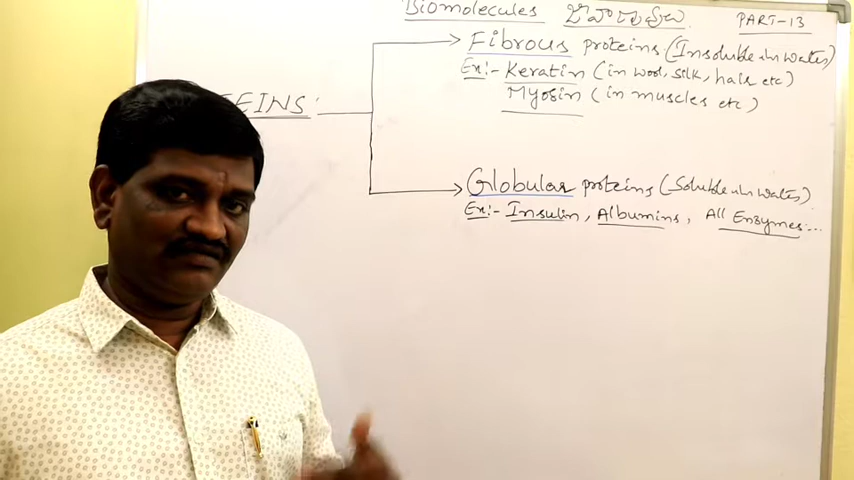 Biomolecules జీవాణువులు PART-13
Fibrous proteins (Insoluble in water)
Ex:- Keratin (in wool, silk, hair etc)
Myosin (in muscles etc)
TEINS:
Globular proteins (Soluble in water)
Ex:- Insulin, Albumins, All Enzymes...